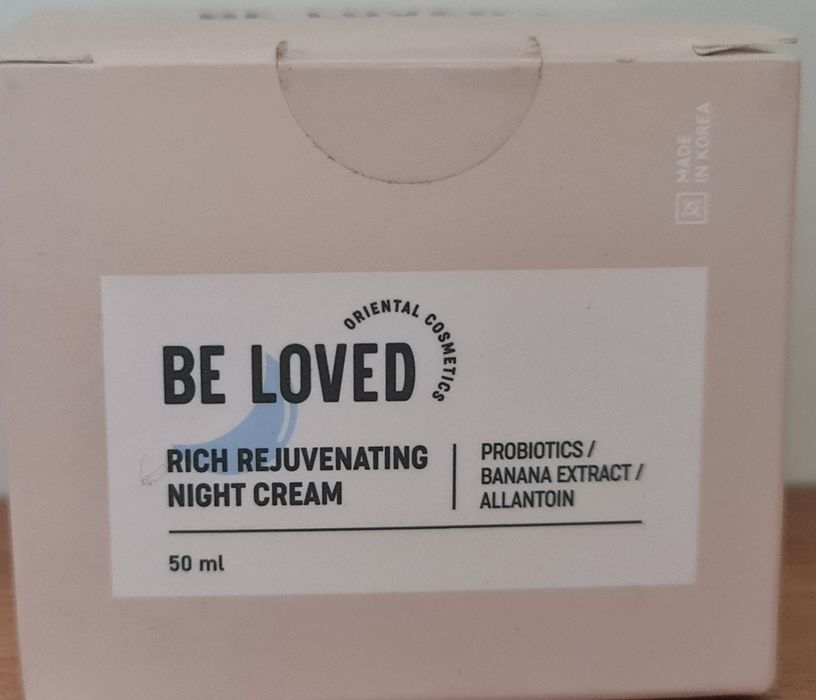 MADE
IN KOREA
ORIENTAL COSMETICS
BE LOVED
RICH REJUVENATING
NIGHT CREAM
PROBIOTICS /
BANANA EXTRACT /
ALLANTOIN
50 ml